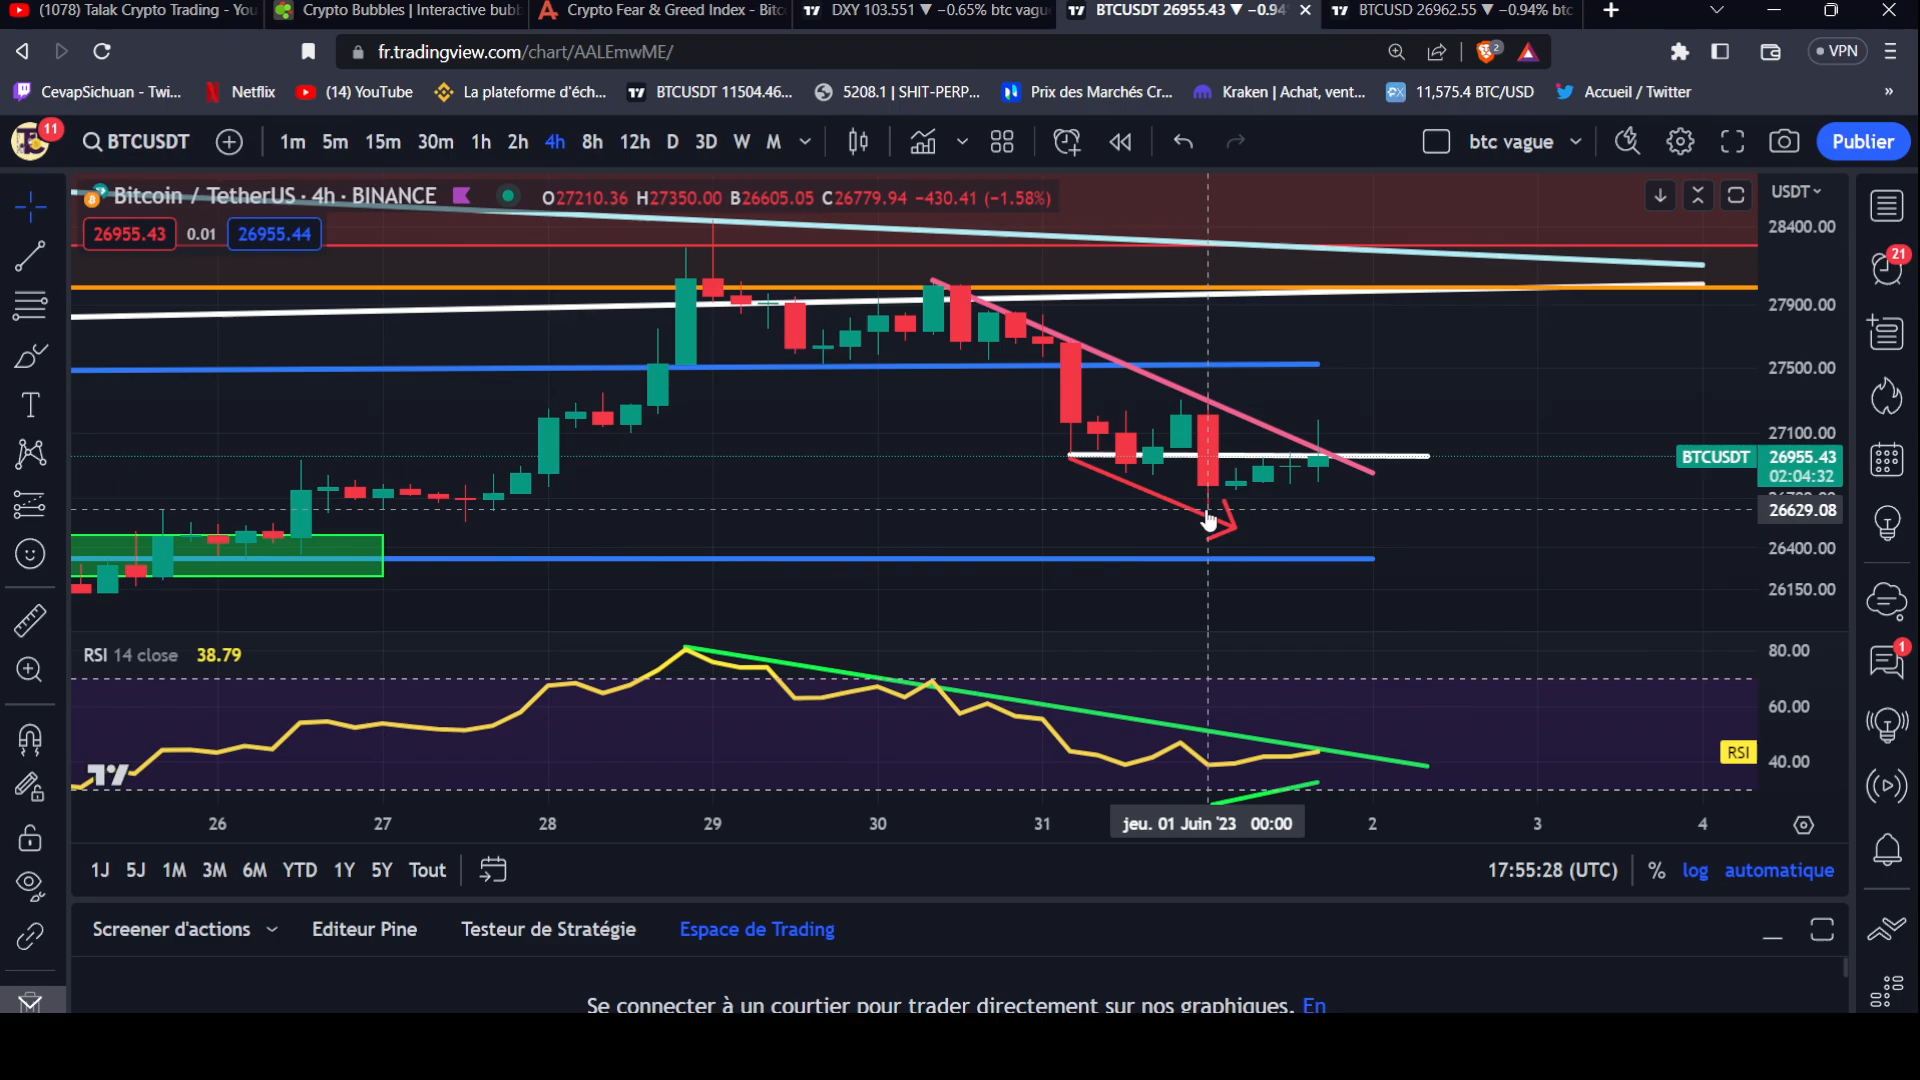 (1078) Talak Crypto Trading - You
Crypto Bubbles | Interactive bubb
Crypto Fear & Greed Index - Bitc
DXY 103.551 ▼ −0.65% btc vagu
BTCUSDT 26955.43 ▼ −0.94
BTCUSD 26962.55 ▼ −0.94% btc
fr.tradingview.com/chart/AALEmwME/
2
VPN
CevapSichuan - Twi...
Netflix
(14) YouTube
La plateforme d'éch...
BTCUSDT 11504.46...
5208.1 | SHIT-PERP...
Prix des Marchés Cr...
Kraken | Achat, vent...
11,575.4 BTC/USD
Accueil / Twitter
»
11
BTCUSDT
1m 5m 15m 30m 1h 2h 4h 8h 12h D 3D W M
btc vague
Publier
Bitcoin / TetherUS · 4h · BINANCE
O27210.36 H27350.00 B26605.05 C26779.94 −430.41 (−1.58%)
USDT
26955.43 0.01 26955.44
28400.00
21
27900.00
27500.00
27100.00
BTCUSDT 26955.43
02:04:32
26629.08
26400.00
26150.00
RSI 14 close 38.79
80.00
1
60.00
RSI
40.00
26 27 28 29 30 31 jeu. 01 Juin '23 00:00 2 3 4
1J 5J 1M 3M 6M YTD 1Y 5Y Tout
17:55:28 (UTC) % log automatique
Screener d'actions Editeur Pine Testeur de Stratégie Espace de Trading
Se connecter à un courtier pour trader directement sur nos graphiques. En